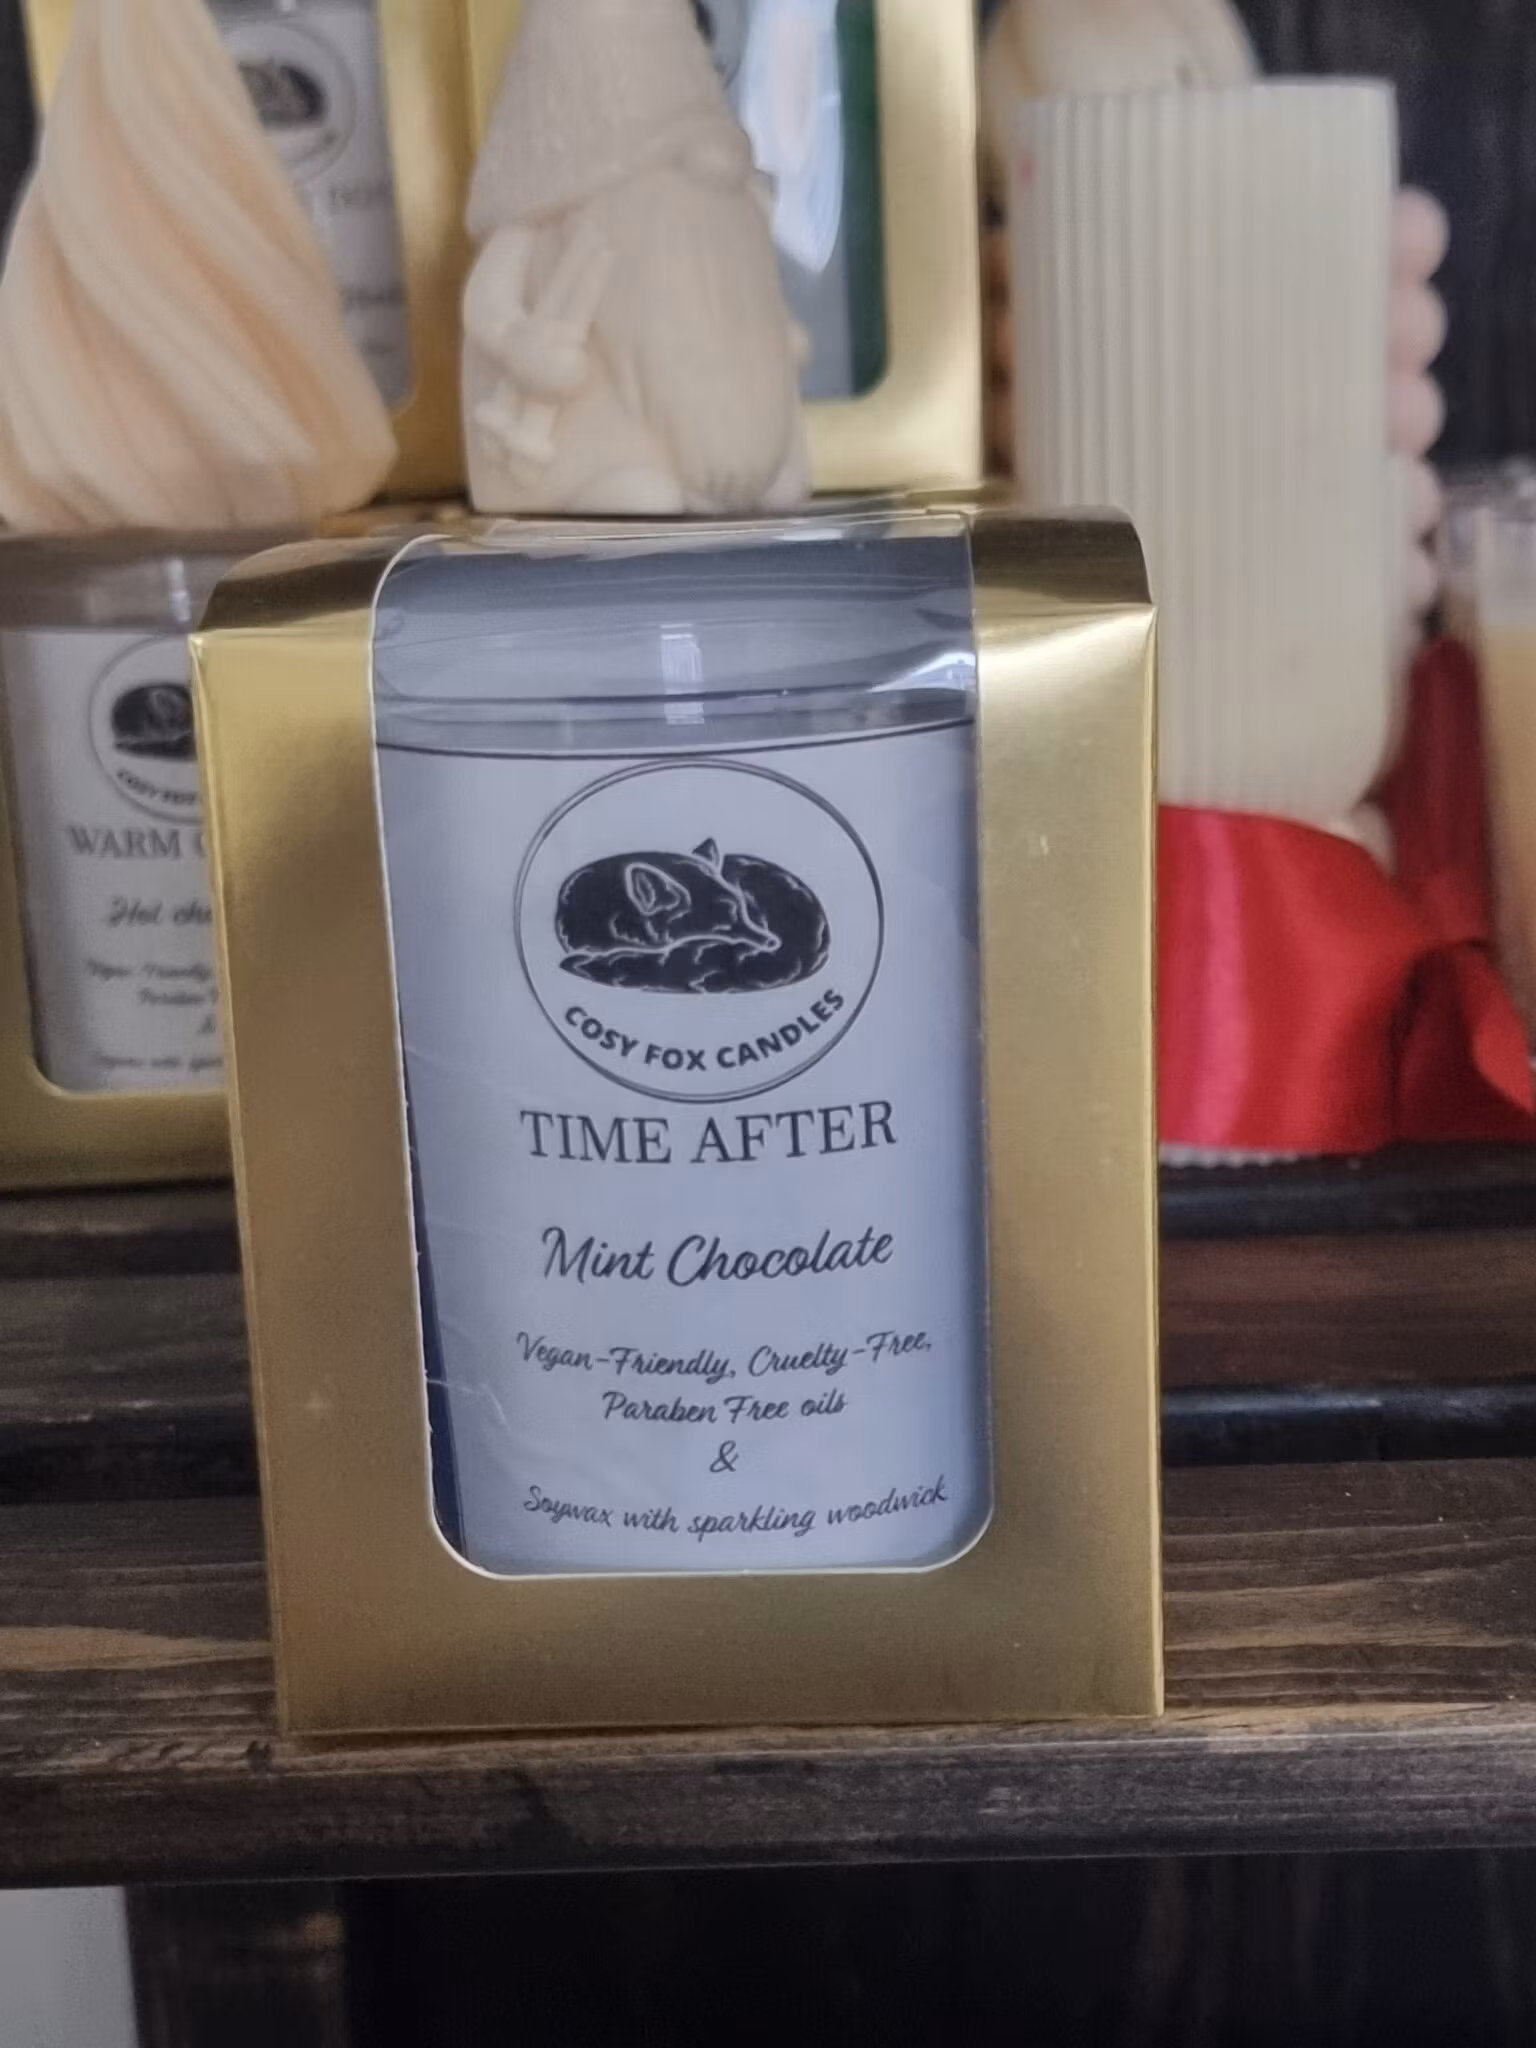 COSY FOX CANDLES
TIME AFTER
Mint Chocolate
Vegan-Friendly, Cruelty-Free,
Paraben Free oils
&
Soywax with sparkling woodwick
WARM
Hot